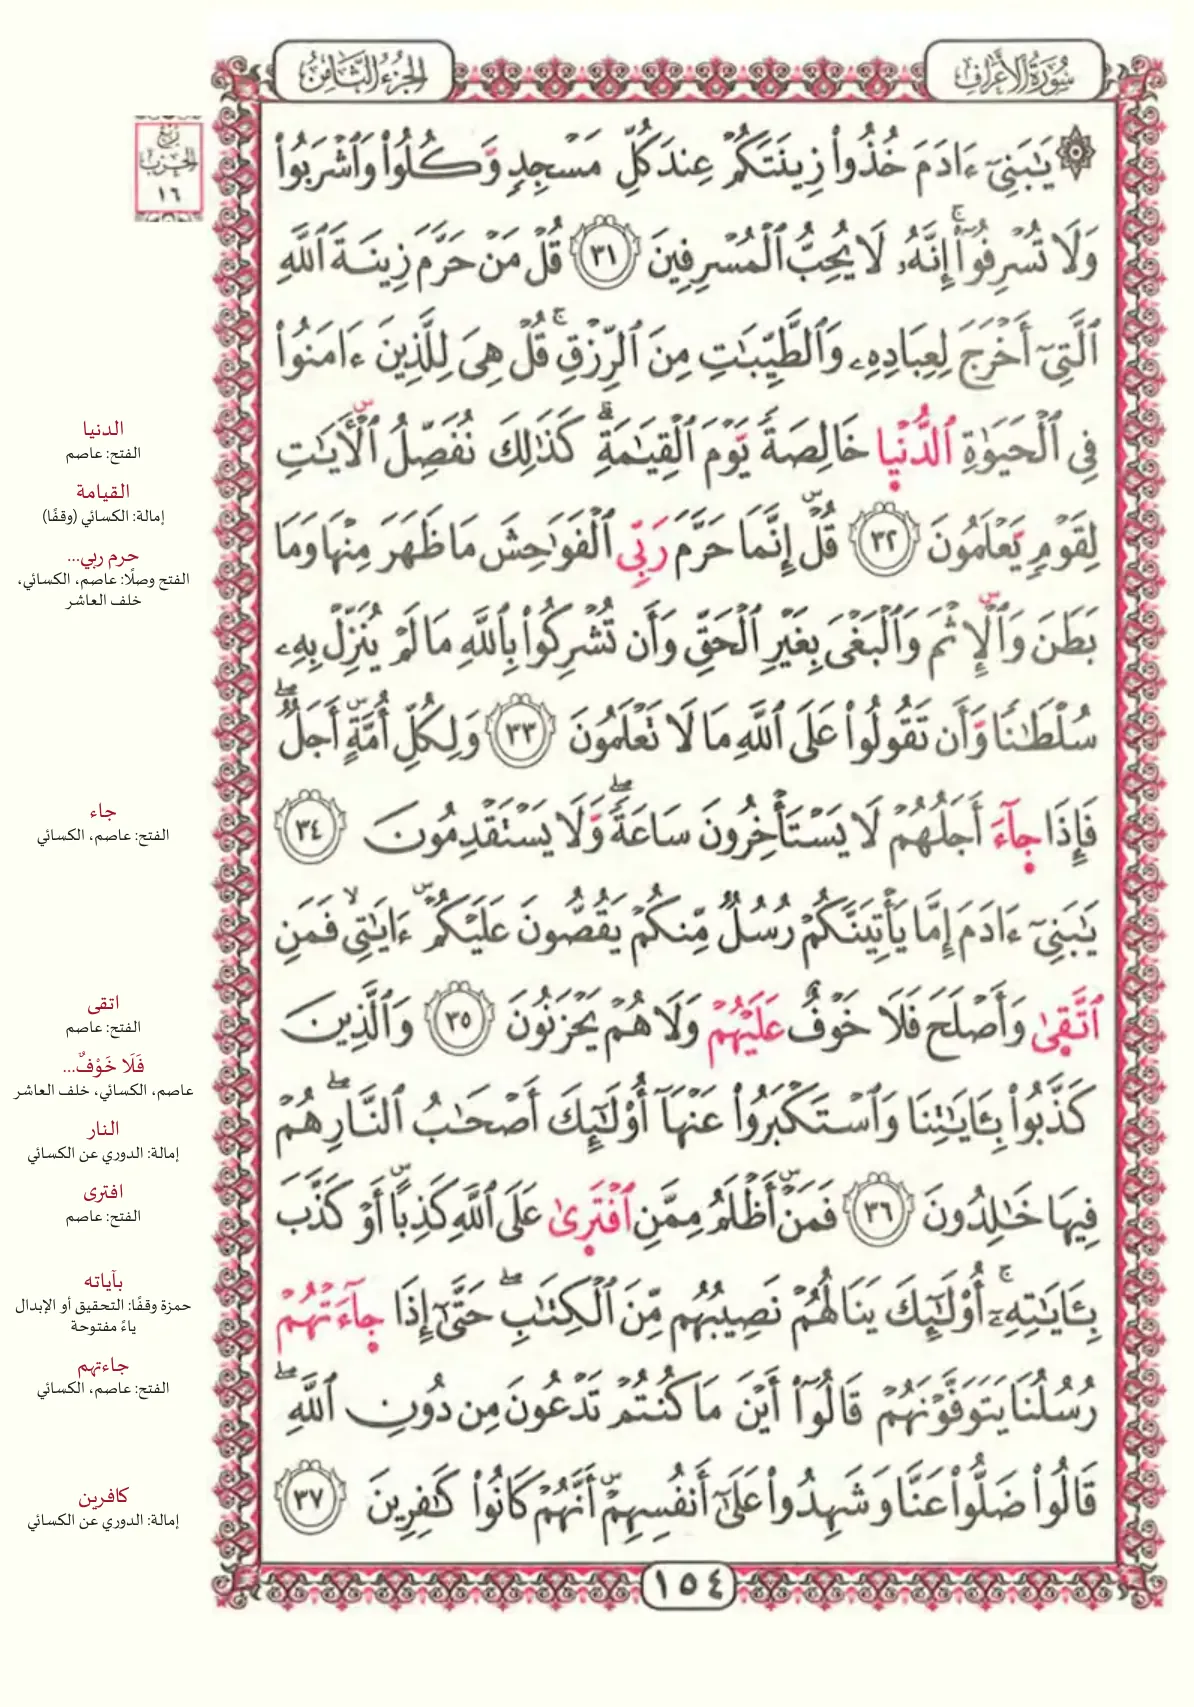 سُورَةُ الأَعْرَافِ
الجُزْءُ الثَّامِنُ
رُبْعُ
الحِزْب
١٦
۞ يَٰبَنِىٓ ءَادَمَ خُذُوا۟ زِينَتَكُمْ عِندَ كُلِّ مَسْجِدٍ وَّكُلُوا۟ وَٱشْرَبُوا۟
وَلَا تُسْرِفُوٓا۟ ۚ إِنَّهُۥ لَا يُحِبُّ ٱلْمُسْرِفِينَ ٣١ قُلْ مَنْ حَرَّمَ زِينَةَ ٱللَّهِ
ٱلَّتِىٓ أَخْرَجَ لِعِبَادِهِۦ وَٱلطَّيِّبَٰتِ مِنَ ٱلرِّزْقِ ۚ قُلْ هِىَ لِلَّذِينَ ءَامَنُوا۟
فِى ٱلْحَيَوٰةِ ٱلدُّنْيَا خَالِصَةً يَّوْمَ ٱلْقِيَٰمَةِ ۗ كَذَٰلِكَ نُفَصِّلُ ٱلْأٓيَٰتِ
لِقَوْمٍ يَّعْلَمُونَ ٣٢ قُلْ إِنَّمَا حَرَّمَ رَبِّى ٱلْفَوَٰحِشَ مَا ظَهَرَ مِنْهَا وَمَا
بَطَنَ وَٱلْإِثْمَ وَٱلْبَغْىَ بِغَيْرِ ٱلْحَقِّ وَأَن تُشْرِكُوا۟ بِٱللَّهِ مَا لَمْ يُنَزِّلْ بِهِۦ
سُلْطَٰنًا وَّأَن تَقُولُوا۟ عَلَى ٱللَّهِ مَا لَا تَعْلَمُونَ ٣٣ وَلِكُلِّ أُمَّةٍ أَجَلٌ ۖ
فَإِذَا جَآءَ أَجَلُهُمْ لَا يَسْتَأْخِرُونَ سَاعَةً ۖ وَّلَا يَسْتَقْدِمُونَ ٣٤
يَٰبَنِىٓ ءَادَمَ إِمَّا يَأْتِيَنَّكُمْ رُسُلٌ مِّنكُمْ يَقُصُّونَ عَلَيْكُمْ ءَايَٰتِى ۙ فَمَنِ
ٱتَّقَىٰ وَأَصْلَحَ فَلَا خَوْفٌ عَلَيْهُمْ وَلَا هُمْ يَحْزَنُونَ ٣٥ وَٱلَّذِينَ
كَذَّبُوا۟ بِـَٔايَٰتِنَا وَٱسْتَكْبَرُوا۟ عَنْهَآ أُو۟لَٰٓئِكَ أَصْحَٰبُ ٱلنَّارِ ۖ هُمْ
فِيهَا خَٰلِدُونَ ٣٦ فَمَنْ أَظْلَمُ مِمَّنِ ٱفْتَرَىٰ عَلَى ٱللَّهِ كَذِبًا أَوْ كَذَّبَ
بِـَٔايَٰتِهِۦٓ ۚ أُو۟لَٰٓئِكَ يَنَالُهُمْ نَصِيبُهُم مِّنَ ٱلْكِتَٰبِ ۖ حَتَّىٰٓ إِذَا جَآءَتْهُمْ
رُسُلُنَا يَتَوَفَّوْنَهُمْ قَالُوٓا۟ أَيْنَ مَا كُنتُمْ تَدْعُونَ مِن دُونِ ٱللَّهِ ۖ
قَالُوا۟ ضَلُّوا۟ عَنَّا وَشَهِدُوا۟ عَلَىٰٓ أَنفُسِهِمْ أَنَّهُمْ كَانُوا۟ كَٰفِرِينَ ٣٧
١٥٤
الدنيا
الفتح: عاصم
القيامة
إمالة: الكسائي (وقفًا)
حرم ربي...
الفتح وصلًا: عاصم، الكسائي،
خلف العاشر
جاء
الفتح: عاصم، الكسائي
اتقى
الفتح: عاصم
فَلَا خَوْفٌ...
عاصم، الكسائي، خلف العاشر
النار
إمالة: الدوري عن الكسائي
افترى
الفتح: عاصم
بآياته
حمزة وقفًا: التحقيق أو الإبدال
ياءً مفتوحة
جاءتهم
الفتح: عاصم، الكسائي
كافرين
إمالة: الدوري عن الكسائي